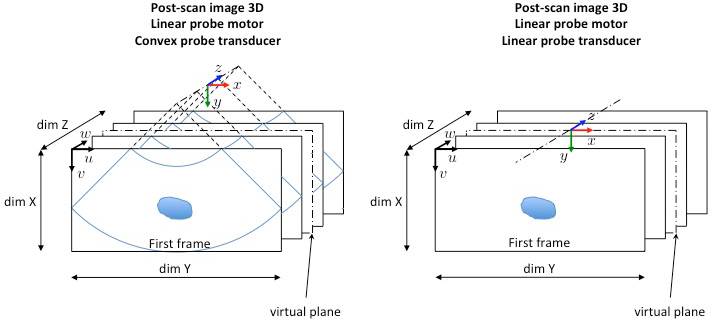 Post-scan image 3D
Linear probe motor
Convex probe transducer
z
x
y
dim Z
w
u
v
dim X
First frame
dim Y
virtual plane
Post-scan image 3D
Linear probe motor
Linear probe transducer
z
x
y
dim Z
w
u
v
dim X
First frame
dim Y
virtual plane